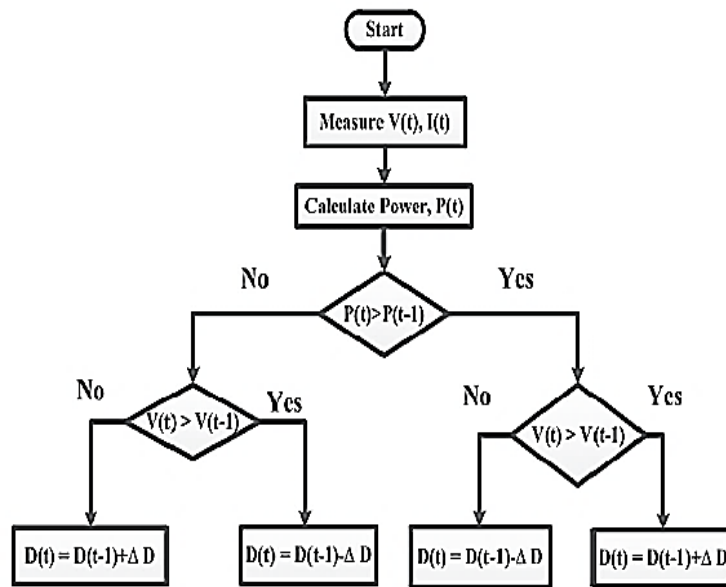 Start
Measure V(t), I(t)
Calculate Power, P(t)
No
Yes
P(t)>P(t-1)
No
Yes
No
Yes
V(t) > V(t-1)
V(t) > V(t-1)
D(t) = D(t-1)+Δ D
D(t) = D(t-1)-Δ D
D(t) = D(t-1)-Δ D
D(t) = D(t-1)+Δ D